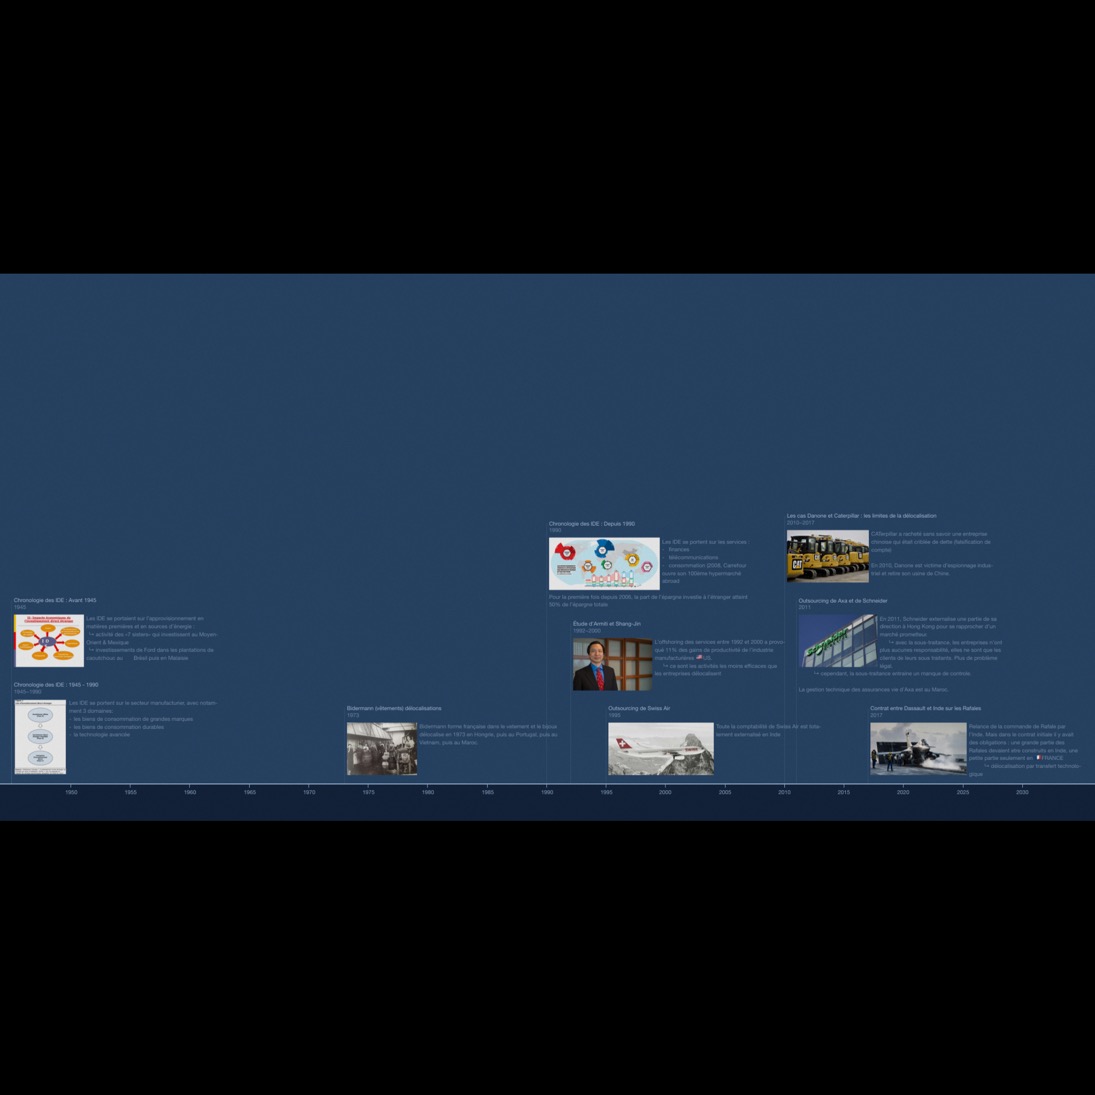 Chronologie des IDE : Avant 1945
1945
Les IDE se portaient sur l'approvisionnement en
matières premières et en sources d'énergie :
↪ activité des «7 sisters» qui investissent au Moyen-
Orient & Mexique
↪ investissements de Ford dans les plantations de
caoutchouc au Brésil puis en Malaisie
Chronologie des IDE : 1945 - 1990
1945–1990
Les IDE se portent sur le secteur manufacturier, avec notam-
ment 3 domaines:
- les biens de consommation de grandes marques
- les biens de consommation durables
- la technologie avancée
Bidermann (vêtements) délocalisations
1973
Bidermann firme française dans le vêtement et le bijoux
délocalise en 1973 en Hongrie, puis au Portugal, puis au
Vietnam, puis au Maroc.
Chronologie des IDE : Depuis 1990
1990
Les IDE se portent sur les services :
- finances
- télécommunications
- consommation (2008, Carrefour
ouvre son 100ème hypermarché
abroad.
Pour la première fois depuis 2008, la part de l'épargne investis à l'étranger atteint
50% de l'épargne totale
Étude d'Armiti et Shang-Jin
1992–2000
L'offshoring des services entre 1992 et 2000 a provo-
qué 11% des gains de productivité de l'industrie
manufacturières US.
↪ ce sont les activités les moins efficaces que
les entreprises délocalisent
Outsourcing de Swiss Air
1995
Toute la comptabilité de Swiss Air est tota-
lement externalisé en Inde
Les cas Danone et Caterpillar : les limites de la délocalisation
2010–2017
CATerpillar a racheté sans savoir une entreprise
chinoise qui était criblée de dette (falsification de
compte)
En 2010, Danone est victime d'espionnage indus-
triel et retire son usine de Chine.
CAT
Outsourcing de Axa et de Schneider
2011
En 2011, Schneider externalise une partie de sa
direction à Hong Kong pour se rapprocher d'un
marché prometteur.
↪ avec la sous traitance, les entreprises n'ont
plus aucune responsabilité, elles ne sont que les
clients de leurs sous traitants. Plus de problème
légal.
↪ cependant, la sous-traitance entraine un manque de contrôle.
La gestion technique des assurances-vie d'Axa est au Maroc.
Contrat entre Dassault et Inde sur les Rafales
2017
Relance de la commande de Rafale par
l'Inde. Mais dans le contrat initiale il y avait
des obligations : une grande partie des
Rafales devaient être construits en Inde, une
petite partie seulement en FRANCE
↪ délocalisation par transfert technolo-
gique
1950 1955 1960 1965 1970 1975 1980 1985 1990 1995 2000 2005 2010 2015 2020 2025 2030